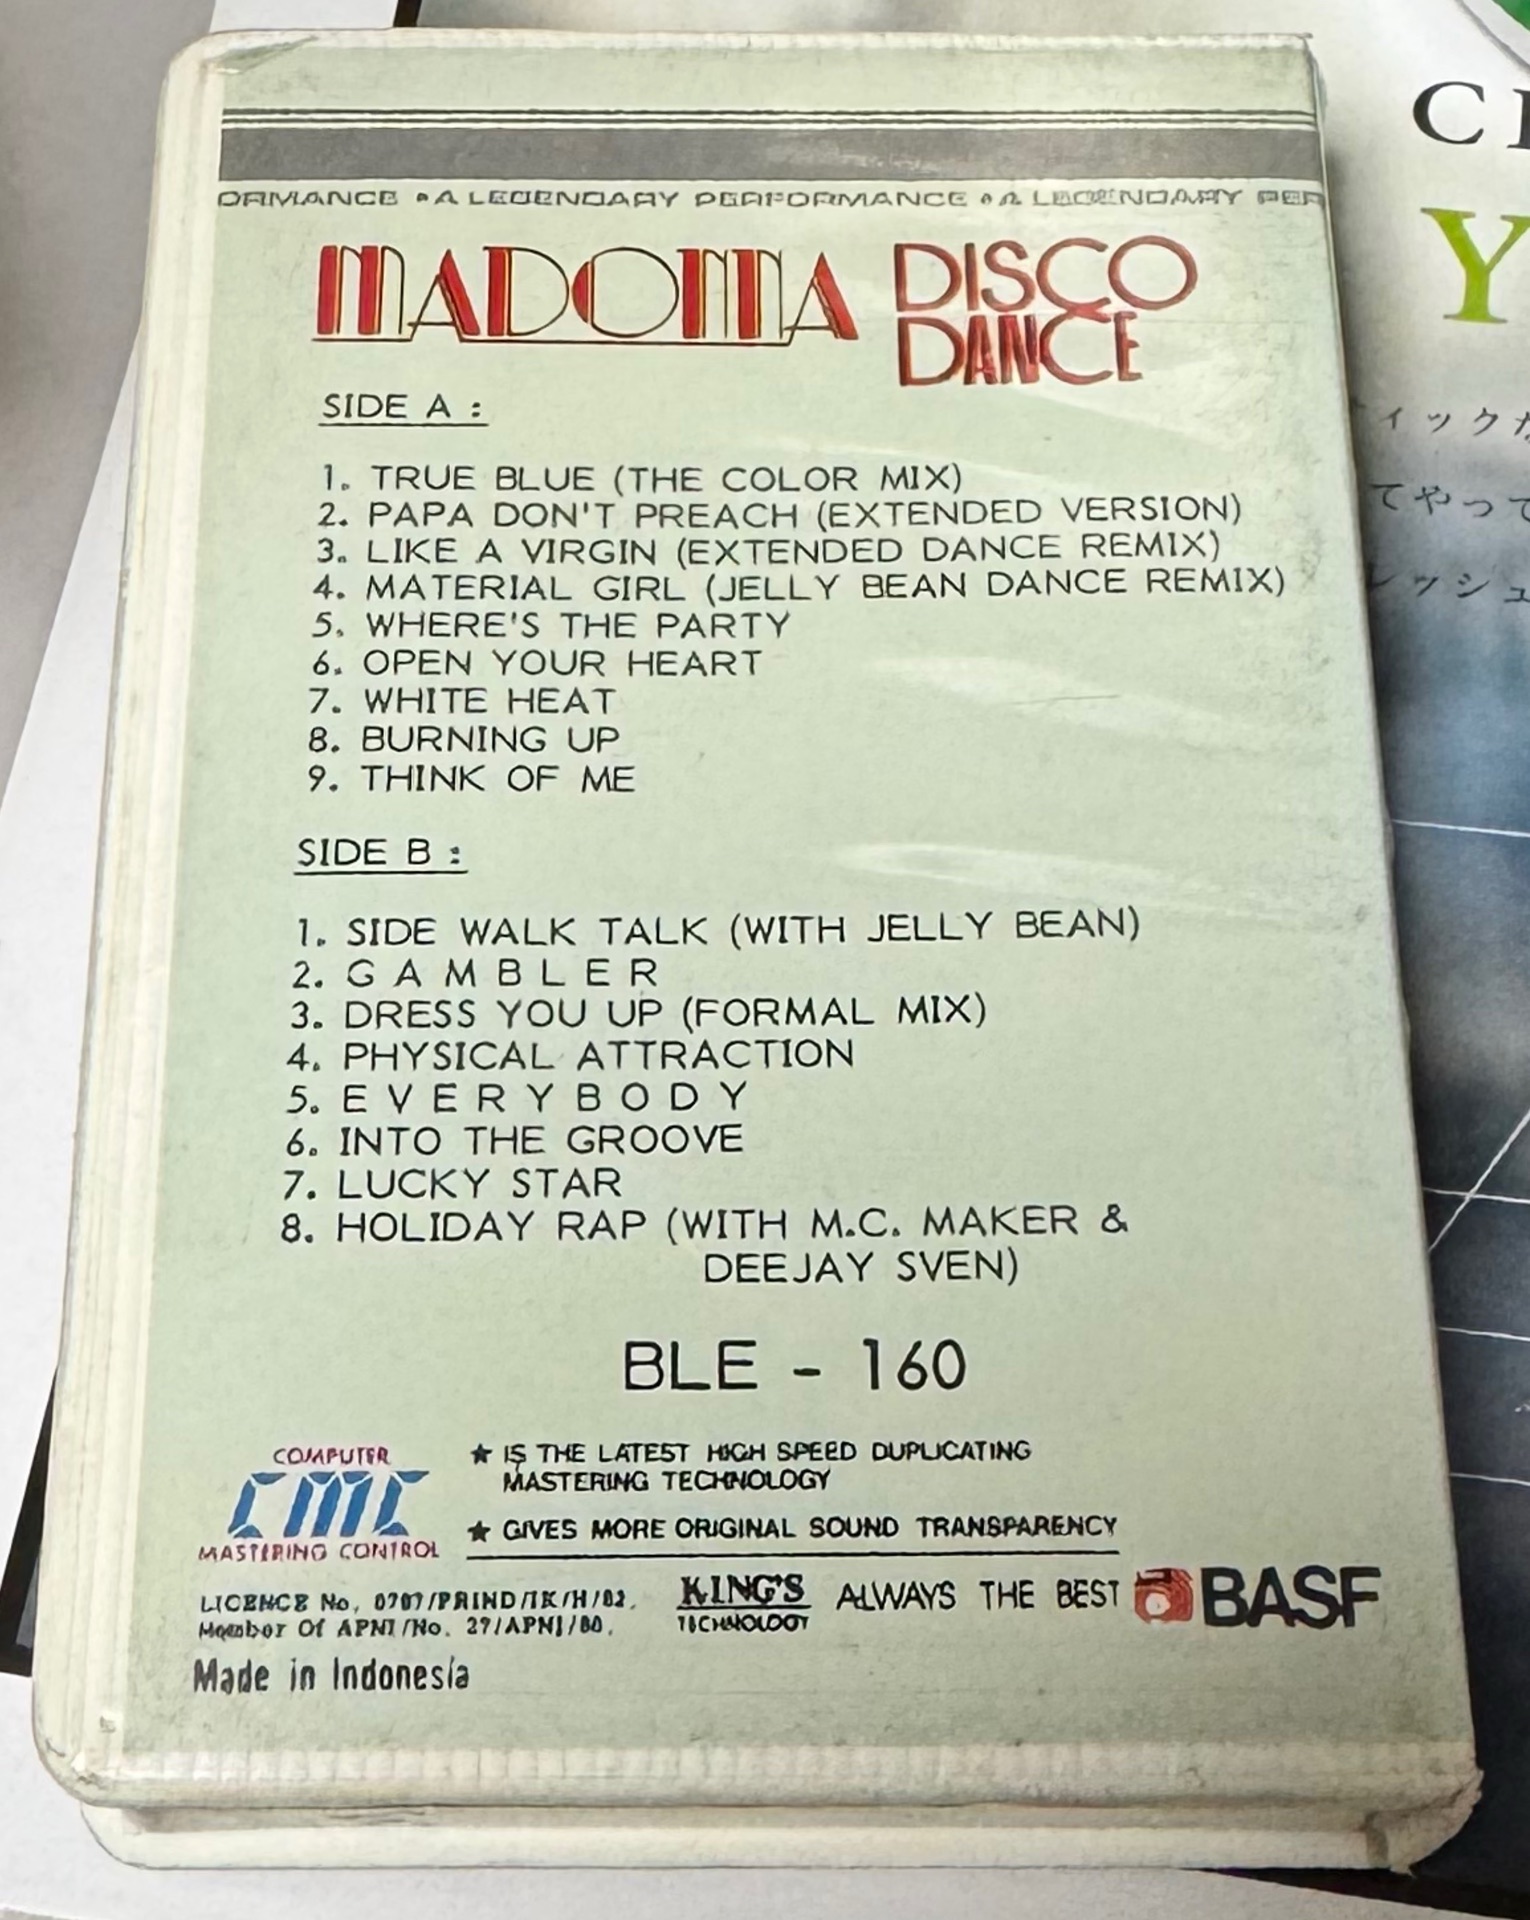 ORMANCE • A LEGENDARY PERFORMANCE • A LEGENDARY PER
MADONNA DISCO
DANCE
SIDE A :
1. TRUE BLUE (THE COLOR MIX)
2. PAPA DON'T PREACH (EXTENDED VERSION)
3. LIKE A VIRGIN (EXTENDED DANCE REMIX)
4. MATERIAL GIRL (JELLY BEAN DANCE REMIX)
5. WHERE'S THE PARTY
6. OPEN YOUR HEART
7. WHITE HEAT
8. BURNING UP
9. THINK OF ME
SIDE B :
1. SIDE WALK TALK (WITH JELLY BEAN)
2. G A M B L E R
3. DRESS YOU UP (FORMAL MIX)
4. PHYSICAL ATTRACTION
5. E V E R Y B O D Y
6. INTO THE GROOVE
7. LUCKY STAR
8. HOLIDAY RAP (WITH M.C. MAKER &
DEEJAY SVEN)
BLE - 160
COMPUTER
CMC
MASTERING CONTROL
★ IS THE LATEST HIGH SPEED DUPLICATING
MASTERING TECHNOLOGY
★ GIVES MORE ORIGINAL SOUND TRANSPARENCY
LICENCE No.
Member Of APNI/No. 27/APNI/80.
KING'S
TECHNOLOGY
ALWAYS THE BEST
BASF
Made in Indonesia
Y
ィック
てやって
レッシュ